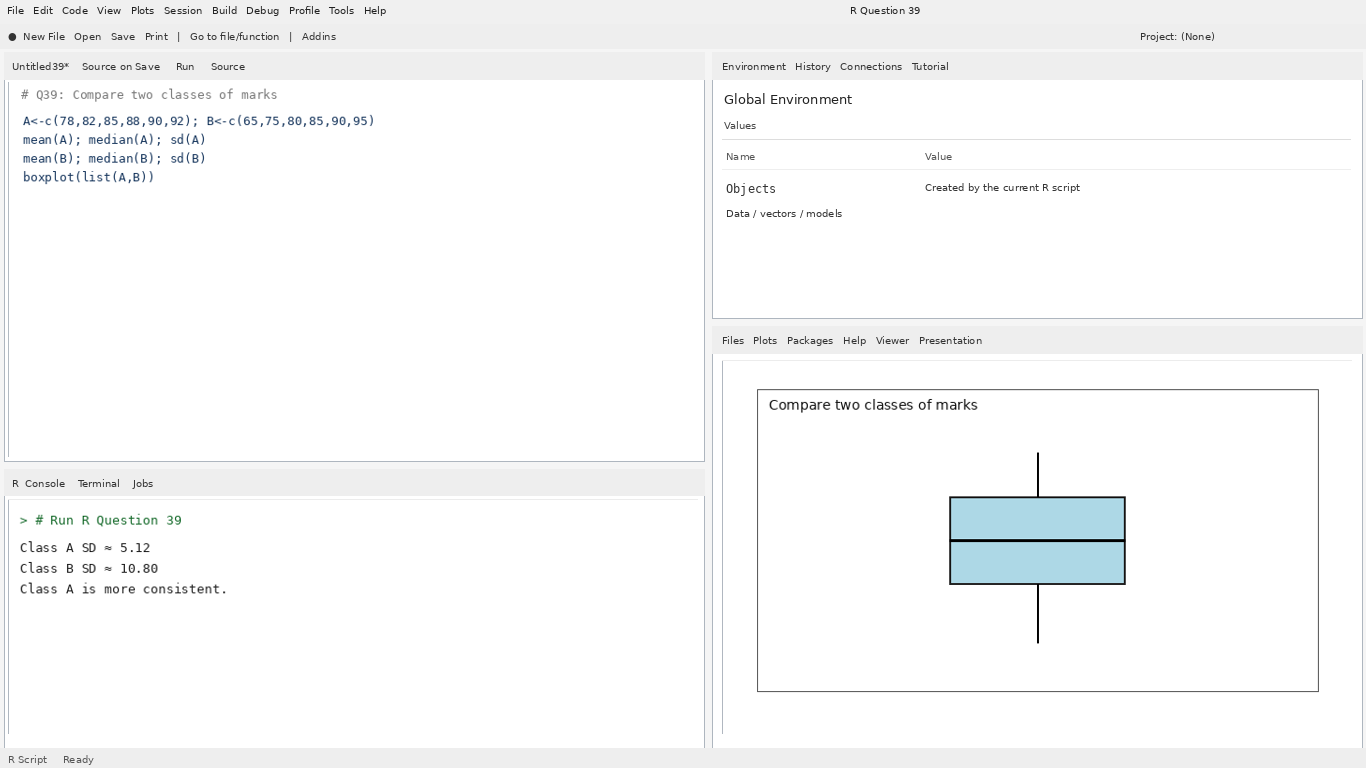 File Edit Code View Plots Session Build Debug Profile Tools Help
R Question 39
● New File Open Save Print | Go to file/function | Addins
Project: (None)
Untitled39* Source on Save Run Source
# Q39: Compare two classes of marks
A<-c(78,82,85,88,90,92); B<-c(65,75,80,85,90,95)
mean(A); median(A); sd(A)
mean(B); median(B); sd(B)
boxplot(list(A,B))
R Console Terminal Jobs
> # Run R Question 39
Class A SD ≈ 5.12
Class B SD ≈ 10.80
Class A is more consistent.
Environment History Connections Tutorial
Global Environment
Values
Name Value
Objects Created by the current R script
Data / vectors / models
Files Plots Packages Help Viewer Presentation
Compare two classes of marks
R Script Ready